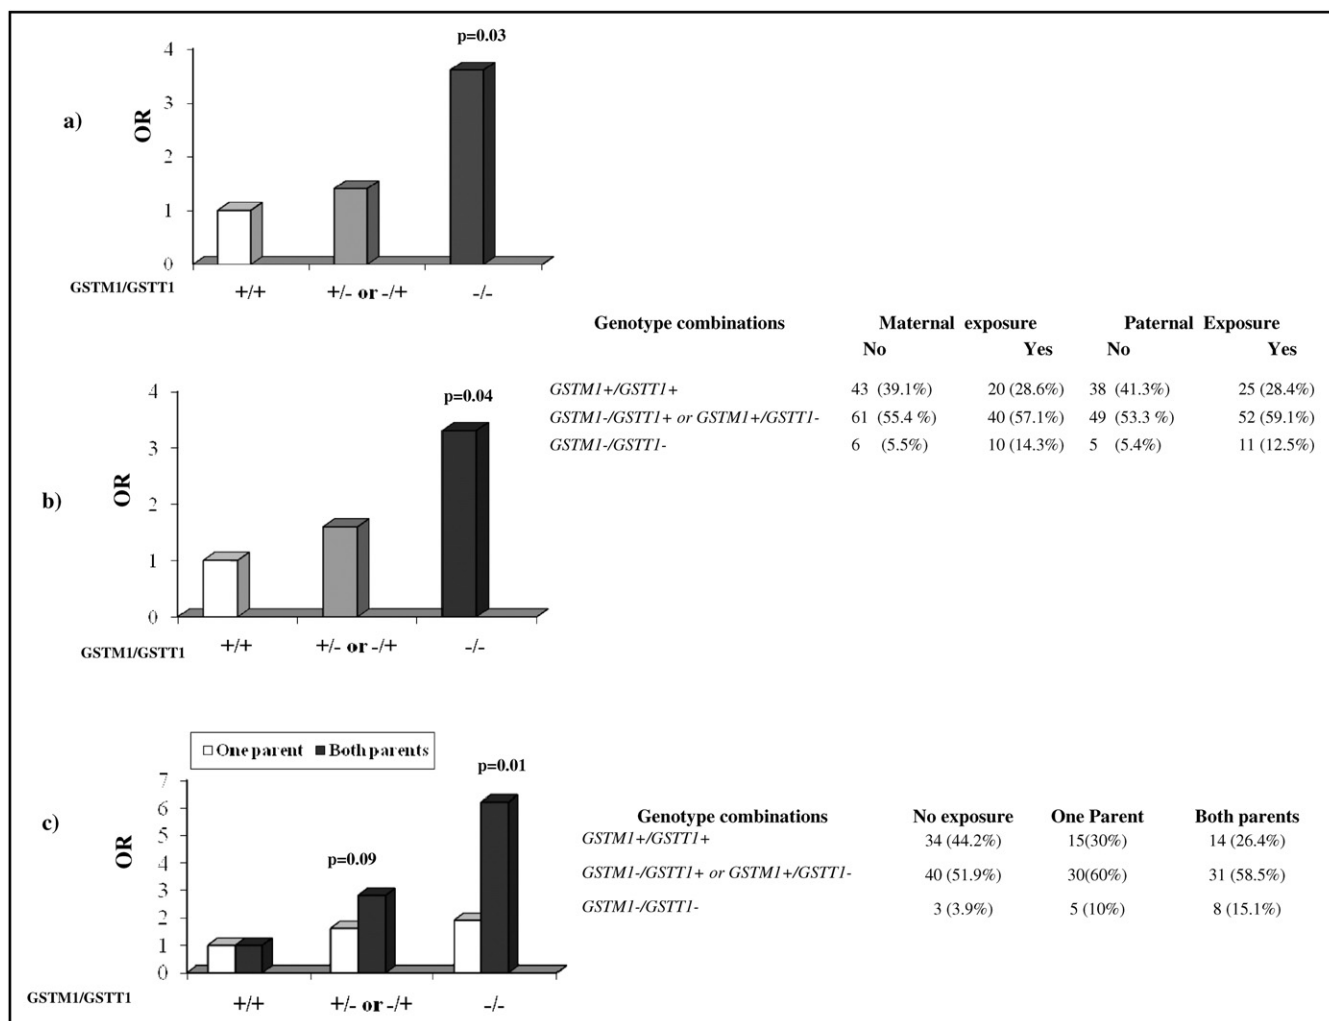 p=0.03
a)
OR
4
3
2
1
0
GSTM1/GSTT1
+/+
+/- or -/+
-/-
Genotype combinations Maternal exposure Paternal Exposure
No Yes No Yes
GSTM1+/GSTT1+ 43 (39.1%) 20 (28.6%) 38 (41.3%) 25 (28.4%)
GSTM1-/GSTT1+ or GSTM1+/GSTT1- 61 (55.4 %) 40 (57.1%) 49 (53.3 %) 52 (59.1%)
GSTM1-/GSTT1- 6 (5.5%) 10 (14.3%) 5 (5.4%) 11 (12.5%)
p=0.04
b)
OR
4
3
2
1
0
GSTM1/GSTT1
+/+
+/- or -/+
-/-
One parent Both parents
p=0.01
p=0.09
c)
OR
7
6
5
4
3
2
1
0
GSTM1/GSTT1
+/+
+/- or -/+
-/-
Genotype combinations No exposure One Parent Both parents
GSTM1+/GSTT1+ 34 (44.2%) 15(30%) 14 (26.4%)
GSTM1-/GSTT1+ or GSTM1+/GSTT1- 40 (51.9%) 30(60%) 31 (58.5%)
GSTM1-/GSTT1- 3 (3.9%) 5 (10%) 8 (15.1%)